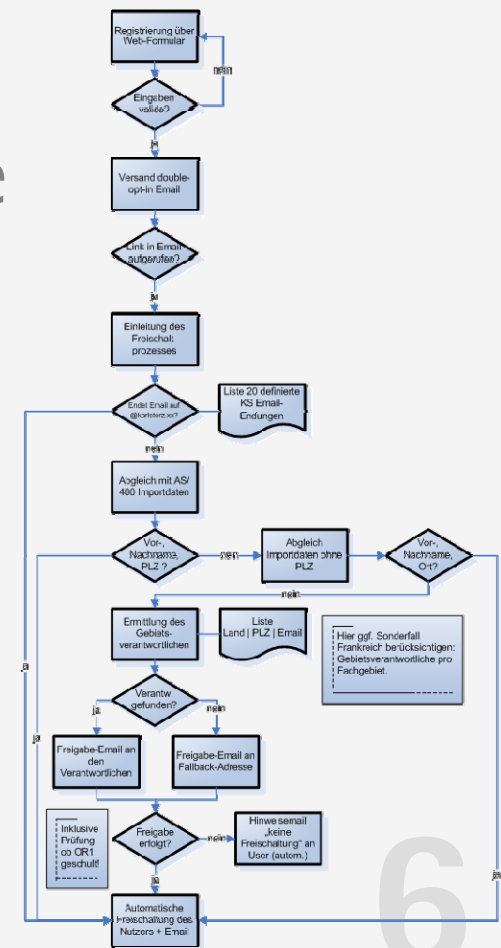 e
Registrierung über
Web-Formular
nein
Eingaben
valide?
ja
Versand double-
opt-in Email
Link in Email
aufgerufen?
ja
Einleitung des
Freischalt
prozesses
Endet Email auf
Liste 20 definierte
KS Email-
Endungen
nein
Abgleich mit AS/
400 Importdaten
Vor-,
Nachname,
PLZ ?
nein
Abgleich
Importdaten ohne
PLZ
Vor-,
Nachname,
Ort?
nein
Ermittlung des
Gebiets-
verantwortlichen
Liste
Land | PLZ | Email
Hier ggf. Sonderfall
Frankreich berücksichtigen:
Gebietsverantwortliche pro
Fachgebiet.
ja
ja
Verantw
gefunden?
ja
nein
Freigabe-Email an
den
Verantwortlichen
Freigabe-Email an
Fallback-Adresse
Inklusive
Prüfung
ob OR1
geschult!
Freigabe
erfolgt?
nein
Hinweisemail
„keine
Freischaltung" an
User (autom.)
ja
ja
Automatische
Freischaltung des
Nutzers + Email
6